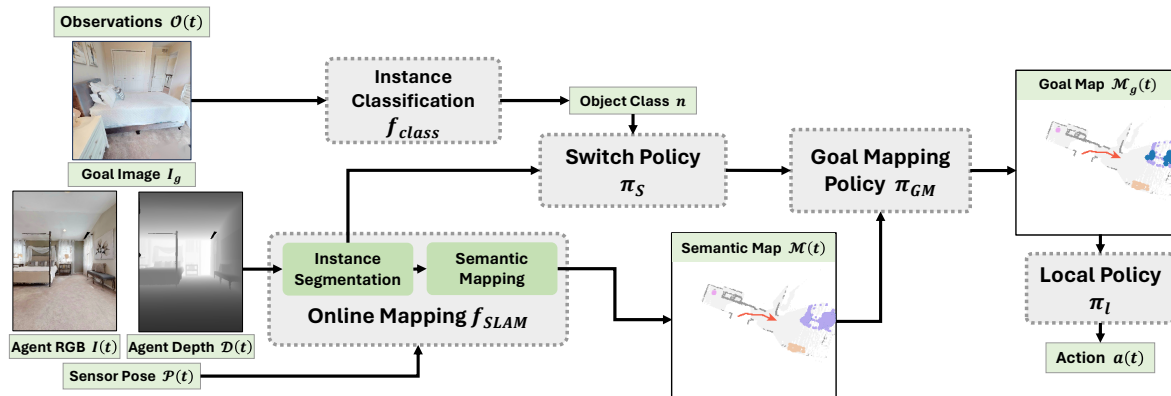 Observations 𝒪(t)
Goal Image I_g
Agent RGB I(t)
Agent Depth 𝒟(t)
Sensor Pose 𝒫(t)
Instance
Classification
f_class
Object Class n
Switch Policy
π_S
Instance
Segmentation
Semantic
Mapping
Online Mapping f_SLAM
Semantic Map ℳ(t)
Goal Mapping
Policy π_GM
Goal Map ℳ_g(t)
Local Policy
π_l
Action a(t)